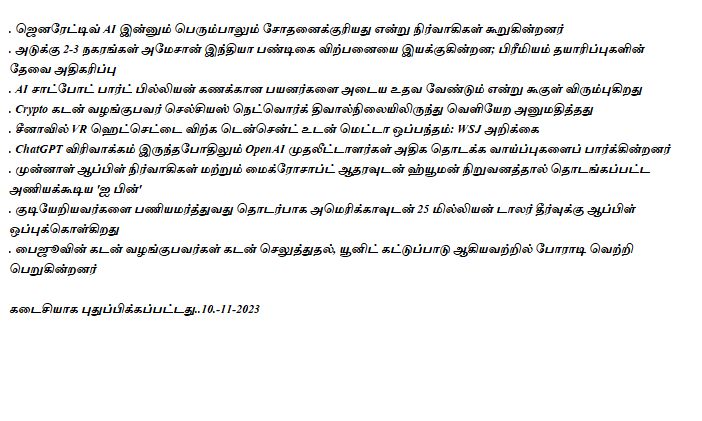 . ஜெனரேட்டிவ் AI இன்னும் பெரும்பாலும் சோதனைக்குரியது என்று நிர்வாகிகள் கூறுகின்றனர்
. அடுக்கு 2-3 நகரங்கள் அமேசான் இந்தியா பண்டிகை விற்பனையை இயக்குகின்றன; பிரீமியம் தயாரிப்புகளின்
தேவை அதிகரிப்பு
. AI சாட்போட் பார்ட் பில்லியன் கணக்கான பயனர்களை அடைய உதவ வேண்டும் என்று கூகுள் விரும்புகிறது
. Crypto கடன் வழங்குபவர் செல்சியஸ் நெட்வொர்க் திவால்நிலையிலிருந்து வெளியேற அனுமதித்தது
. சீனாவில் VR ஹெட்செட்டை விற்க டென்சென்ட் உடன் மெட்டா ஒப்பந்தம்: WSJ அறிக்கை
. ChatGPT விரிவாக்கம் இருந்தபோதிலும் OpenAI முதலீட்டாளர்கள் அதிக தொடக்க வாய்ப்புகளைப் பார்க்கின்றனர்
. முன்னாள் ஆப்பிள் நிர்வாகிகள் மற்றும் மைக்ரோசாப்ட் ஆதரவுடன் ஹ்யூமன் நிறுவனத்தால் தொடங்கப்பட்ட
அணியக்கூடிய 'ஐ பின்'
. குடியேறியவர்களை பணியமர்த்துவது தொடர்பாக அமெரிக்காவுடன் 25 மில்லியன் டாலர் தீர்வுக்கு ஆப்பிள்
ஒப்புக்கொள்கிறது
. பைஜூவின் கடன் வழங்குபவர்கள் கடன் செலுத்துதல், யூனிட் கட்டுப்பாடு ஆகியவற்றில் போராடி வெற்றி
பெறுகின்றனர்
கடைசியாக புதுப்பிக்கப்பட்டது..10.-11-2023